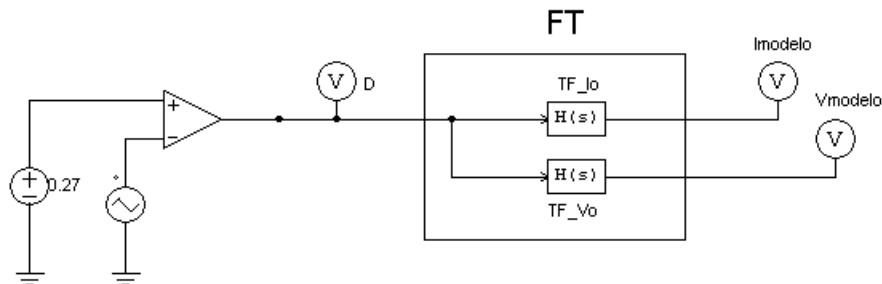 FT
Imodelo
V
D
TF_Io
V
Vmodelo
H(s)
V
+
-
H(s)
0.27
TF_Vo